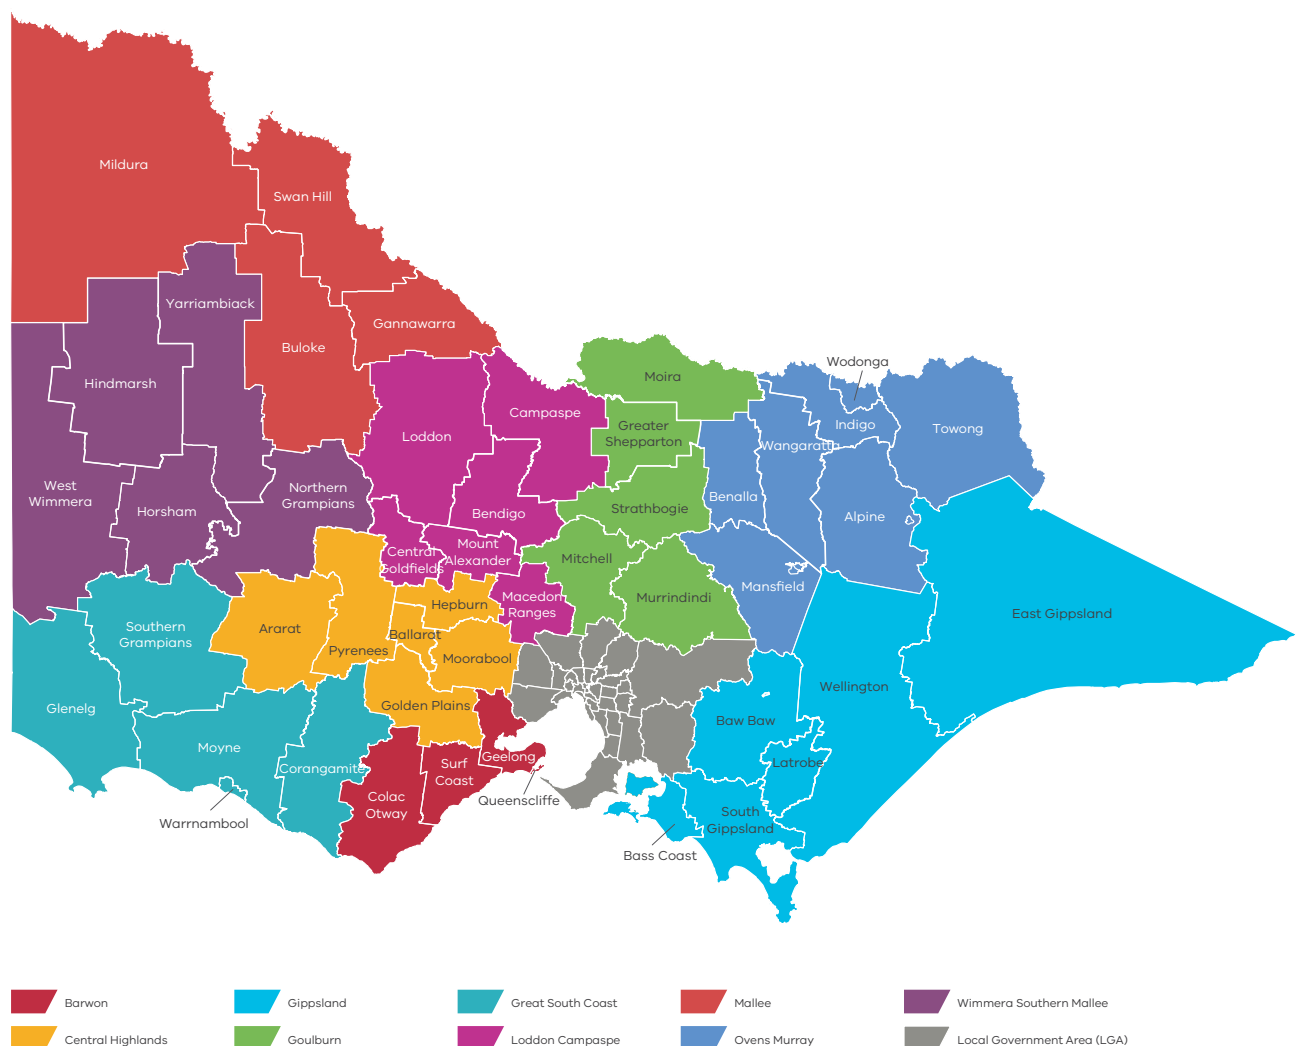 Mildura
Swan Hill
Yarriambiack
Gannawarra
Buloke
Hindmarsh
Wodonga
Moira
Campaspe
Greater
Shepparton
Indigo
Towong
Loddon
Wangaratta
West
Wimmera
Northern
Grampians
Benalla
Horsham
Bendigo
Strathbogie
Alpine
Central
Goldfields
Mount
Alexander
Mitchell
Mansfield
Macedon
Ranges
Murrindindi
Hepburn
East Gippsland
Southern
Grampians
Ararat
Ballarat
Pyrenees
Moorabool
Wellington
Glenelg
Golden Plains
Baw Baw
Moyne
Geelong
Corangamite
Surf
Coast
Latrobe
Colac
Otway
Queenscliffe
Warrnambool
South
Gippsland
Bass Coast
Barwon
Gippsland
Great South Coast
Mallee
Wimmera Southern Mallee
Central Highlands
Goulburn
Loddon Campaspe
Ovens Murray
Local Government Area (LGA)